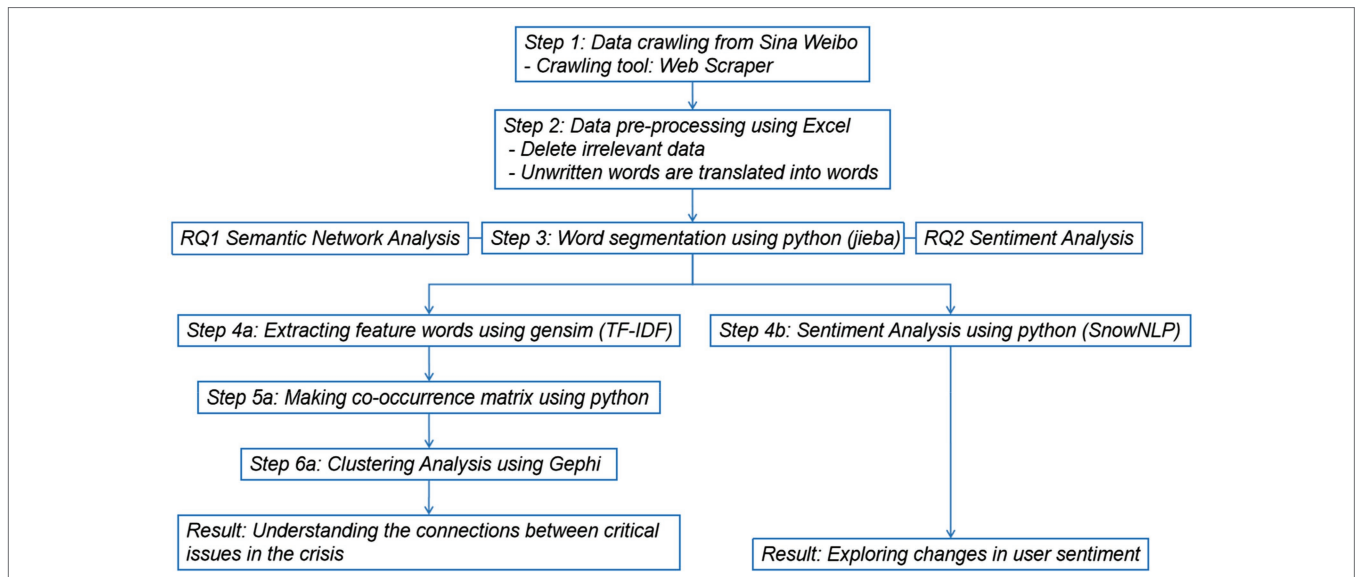 Step 1: Data crawling from Sina Weibo
- Crawling tool: Web Scraper
Step 2: Data pre-processing using Excel
- Delete irrelevant data
- Unwritten words are translated into words
RQ1 Semantic Network Analysis
Step 3: Word segmentation using python (jieba)
RQ2 Sentiment Analysis
Step 4a: Extracting feature words using gensim (TF-IDF)
Step 4b: Sentiment Analysis using python (SnowNLP)
Step 5a: Making co-occurrence matrix using python
Step 6a: Clustering Analysis using Gephi
Result: Understanding the connections between critical
issues in the crisis
Result: Exploring changes in user sentiment